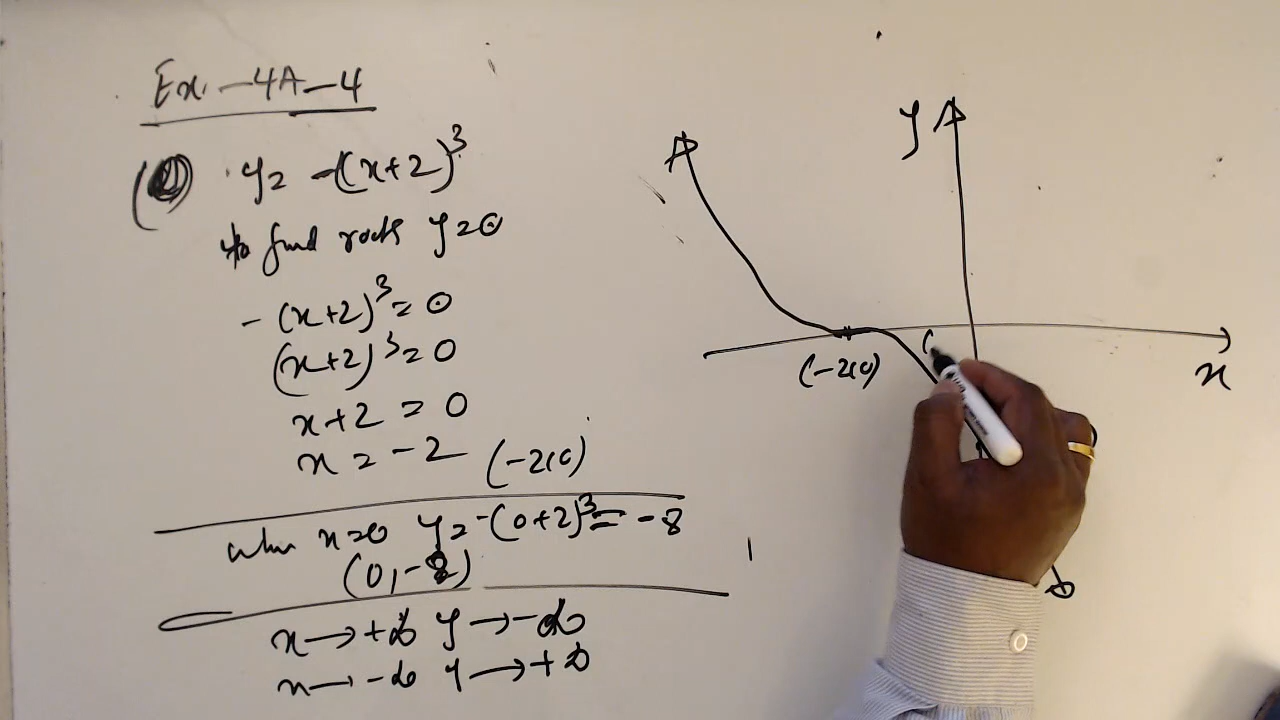 Ex. - 4A - 4
y = -(x+2)³
to find roots y=0
-(x+2)³ = 0
(x+2)³ = 0
x+2 = 0
x = -2 (-2,0)
when x=0 y = -(0+2)³ = -8
(0,-8)
x → +∞ y → -∞
x → -∞ y → +∞
y
(-2,0)
(
x